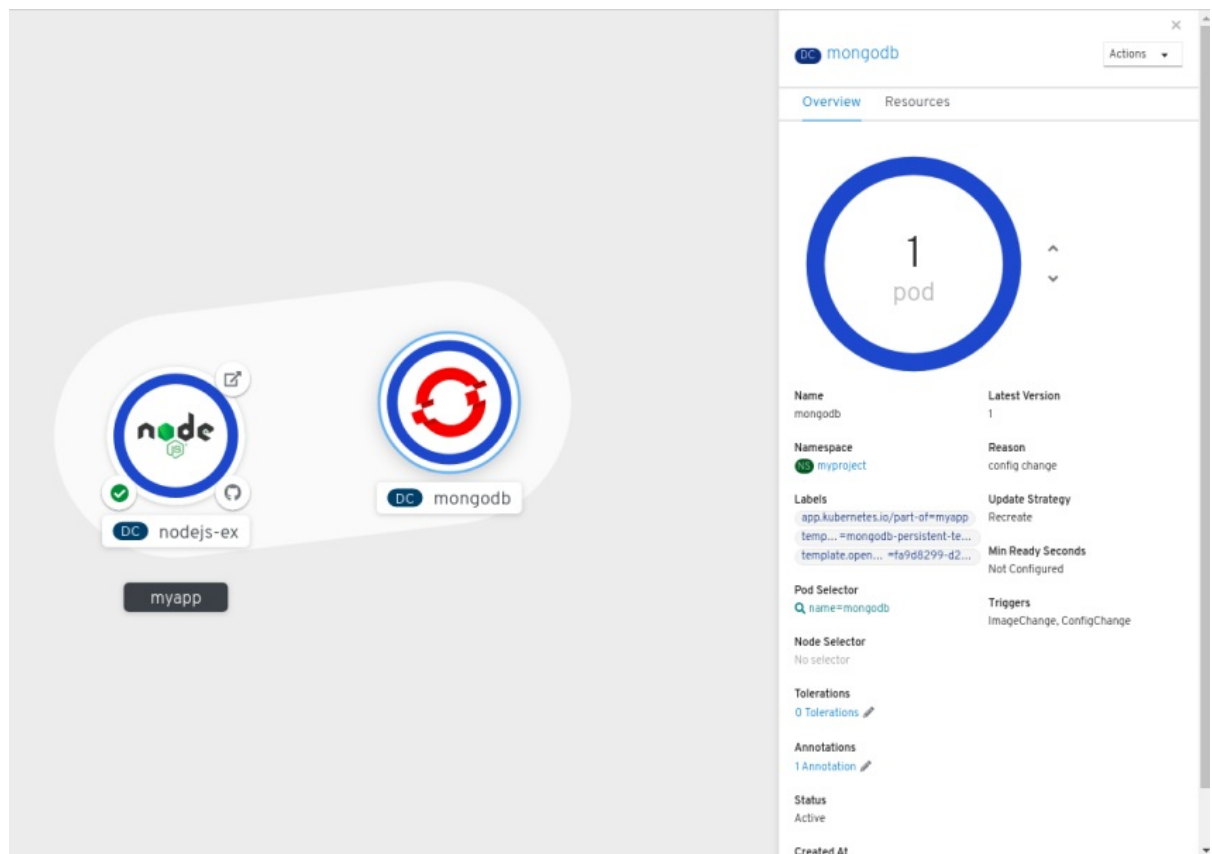 node
JS
DC nodejs-ex
DC mongodb
myapp
DC mongodb
Actions
Overview Resources
1
pod
Name
mongodb
Namespace
NS myproject
Labels
app.kubernetes.io/part-of=myapp
temp... =mongodb-persistent-te...
template.open... =fa9d8299-d2...
Pod Selector
name=mongodb
Node Selector
No selector
Tolerations
0 Tolerations
Annotations
1 Annotation
Status
Active
Created At
Latest Version
1
Reason
config change
Update Strategy
Recreate
Min Ready Seconds
Not Configured
Triggers
ImageChange, ConfigChange